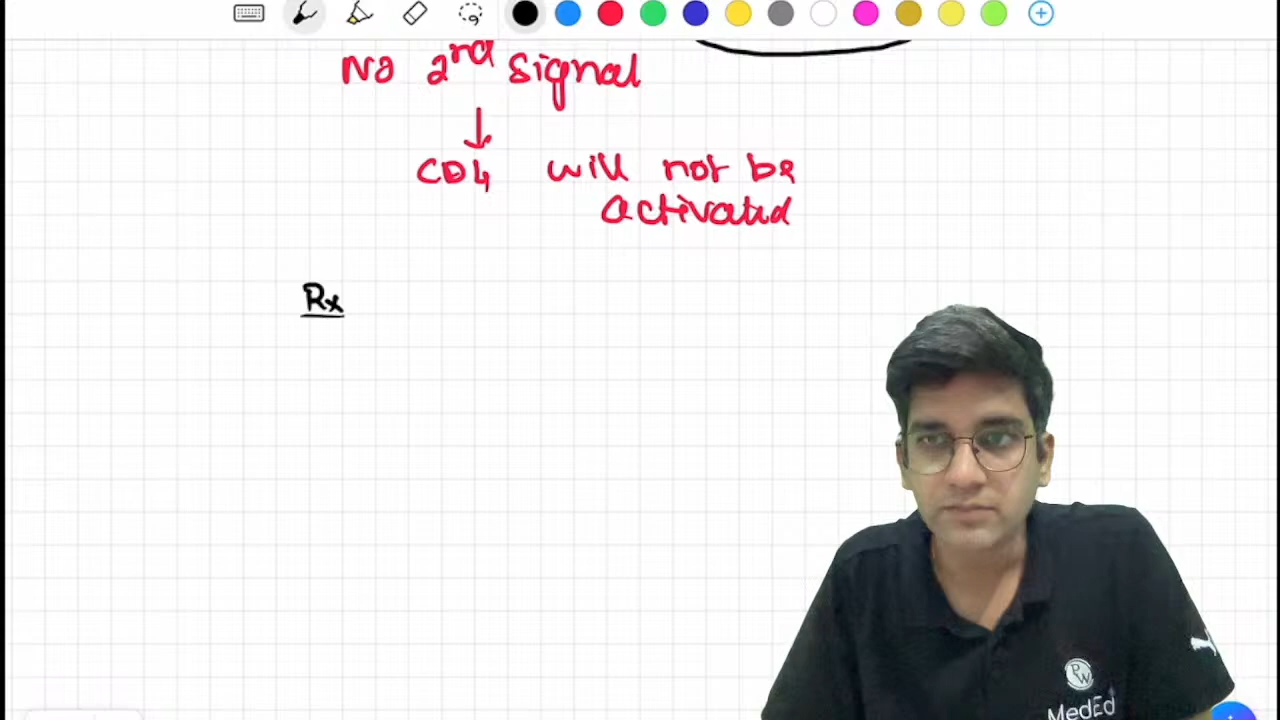 No 2nd signal
CD4 will not be
activated
Rx
PW
MedEd